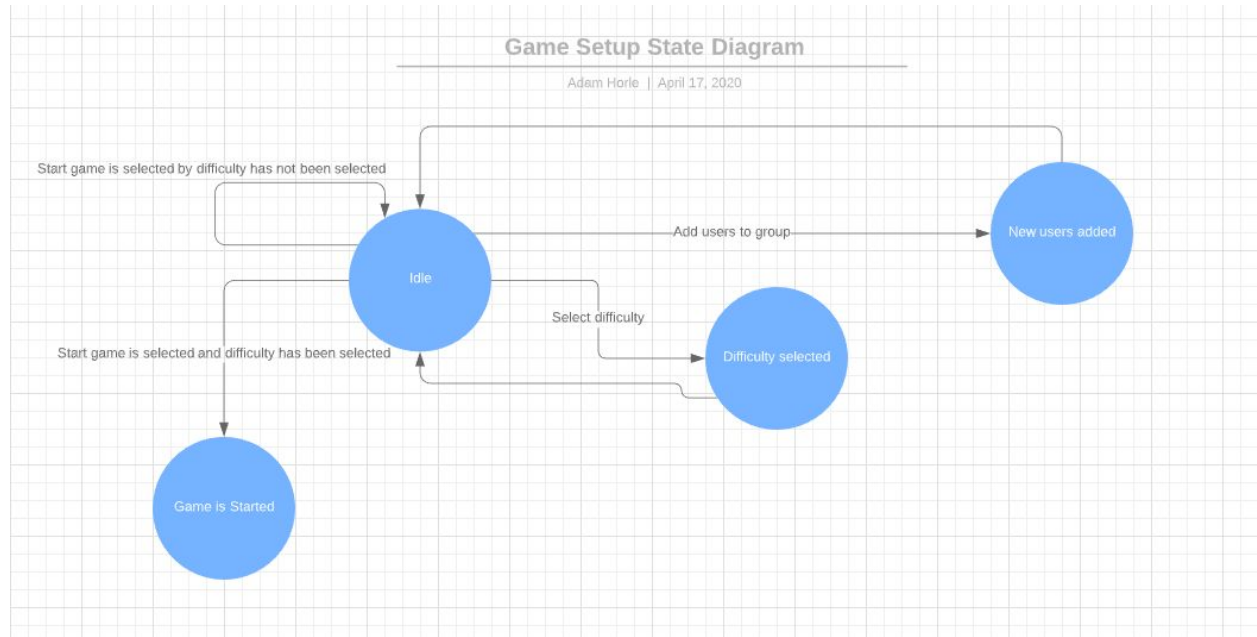 Game Setup State Diagram
Adam Horle | April 17, 2020
Start game is selected by difficulty has not been selected
Add users to group
New users added
Idle
Select difficulty
Start game is selected and difficulty has been selected
Difficulty selected
Game is Started